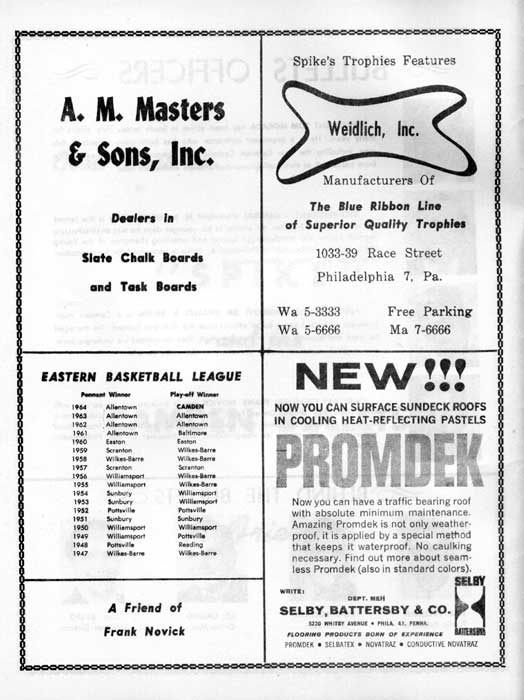 A. M. Masters
& Sons, Inc.
Dealers in
Slate Chalk Boards
and Task Boards
Spike's Trophies Features
Weidlich, Inc.
Manufacturers Of
The Blue Ribbon Line
of Superior Quality Trophies
1033-39 Race Street
Philadelphia 7, Pa.
Wa 5-3333 Free Parking
Wa 5-6666 Ma 7-6666
EASTERN BASKETBALL LEAGUE
Pennant Winner Play-off Winner
1964 Allentown CAMDEN
1963 Allentown Allentown
1962 Allentown Allentown
1961 Allentown Baltimore
1960 Easton Easton
1959 Scranton Wilkes-Barre
1958 Wilkes-Barre Wilkes-Barre
1957 Scranton Scranton
1956 Williamsport Wilkes-Barre
1955 Williamsport Wilkes-Barre
1954 Sunbury Williamsport
1953 Sunbury Williamsport
1952 Pottsville Pottsville
1951 Sunbury Sunbury
1950 Williamsport Williamsport
1949 Williamsport Pottsville
1948 Pottsville Reading
1947 Wilkes-Barre Wilkes-Barre
A Friend of
Frank Novick
NEW!!!
NOW YOU CAN SURFACE SUNDECK ROOFS
IN COOLING HEAT-REFLECTING PASTELS
PROMDEK
Now you can have a traffic bearing roof
with absolute minimum maintenance.
Amazing Promdek is not only weather-
proof, it is applied by a special method
that keeps it waterproof. No caulking
necessary. Find out more about seam-
less Promdek (also in standard colors).
WRITE:
DEPT. M&H
SELBY, BATTERSBY & CO.
5220 WHITBY AVENUE • PHILA. 43, PENNA.
FLOORING PRODUCTS BORN OF EXPERIENCE
PROMDEK • SELBATEX • NOVATRAZ • CONDUCTIVE NOVATRAZ
SELBY
BATTERSBY